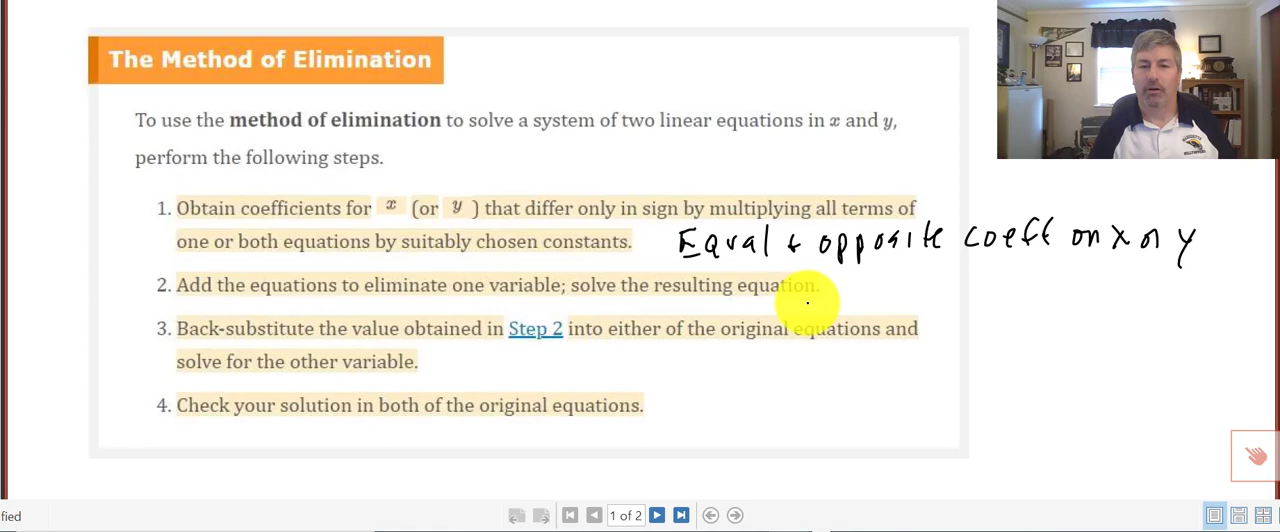 The Method of Elimination
To use the method of elimination to solve a system of two linear equations in x and y,
perform the following steps.
1. Obtain coefficients for x (or y ) that differ only in sign by multiplying all terms of
one or both equations by suitably chosen constants.
Equal + opposite coeff on x or y
2. Add the equations to eliminate one variable; solve the resulting equation.
3. Back-substitute the value obtained in Step 2 into either of the original equations and
solve for the other variable.
4. Check your solution in both of the original equations.
fied
1 of 2